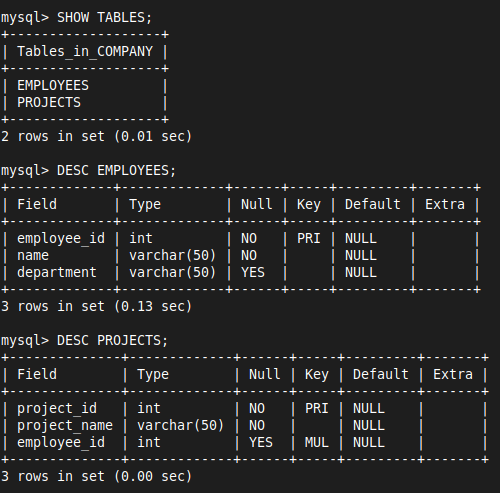 mysql> SHOW TABLES;
+-------------------+
| Tables_in_COMPANY |
+-------------------+
| EMPLOYEES         |
| PROJECTS          |
+-------------------+
2 rows in set (0.01 sec)

mysql> DESC EMPLOYEES;
+-------------+-------------+------+-----+---------+-------+
| Field       | Type        | Null | Key | Default | Extra |
+-------------+-------------+------+-----+---------+-------+
| employee_id | int         | NO   | PRI | NULL    |       |
| name        | varchar(50) | NO   |     | NULL    |       |
| department  | varchar(50) | YES  |     | NULL    |       |
+-------------+-------------+------+-----+---------+-------+
3 rows in set (0.13 sec)

mysql> DESC PROJECTS;
+--------------+-------------+------+-----+---------+-------+
| Field        | Type        | Null | Key | Default | Extra |
+--------------+-------------+------+-----+---------+-------+
| project_id   | int         | NO   | PRI | NULL    |       |
| project_name | varchar(50) | NO   |     | NULL    |       |
| employee_id  | int         | YES  | MUL | NULL    |       |
+--------------+-------------+------+-----+---------+-------+
3 rows in set (0.00 sec)